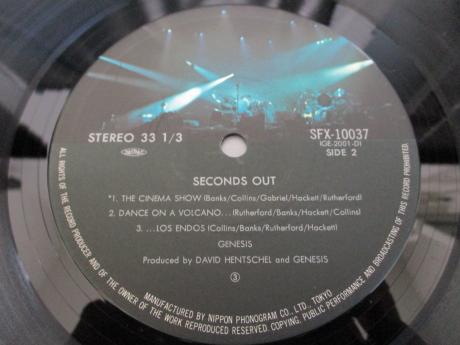 STEREO 33 1/3
SFX-10037
(GE-2001-D)
SIDE 2
SECONDS OUT
*1. THE CINEMA SHOW (Banks/Collins/Gabriel/Hackett/Rutherford)
2. DANCE ON A VOLCANO...(Rutherford/Banks/Hackett/Collins)
3. ...LOS ENDOS (Collins/Banks/Rutherford/Hackett)
GENESIS
Produced by DAVID HENTSCHEL and GENESIS
③
ALL RIGHTS OF THE RECORD PRODUCER AND OF THE OWNER OF THE WORK REPRODUCED RESERVED. COPYING, PUBLIC PERFORMANCE AND BROADCASTING OF THIS RECORD PROHIBITED.
MANUFACTURED BY NIPPON PHONOGRAM CO., LTD., TOKYO